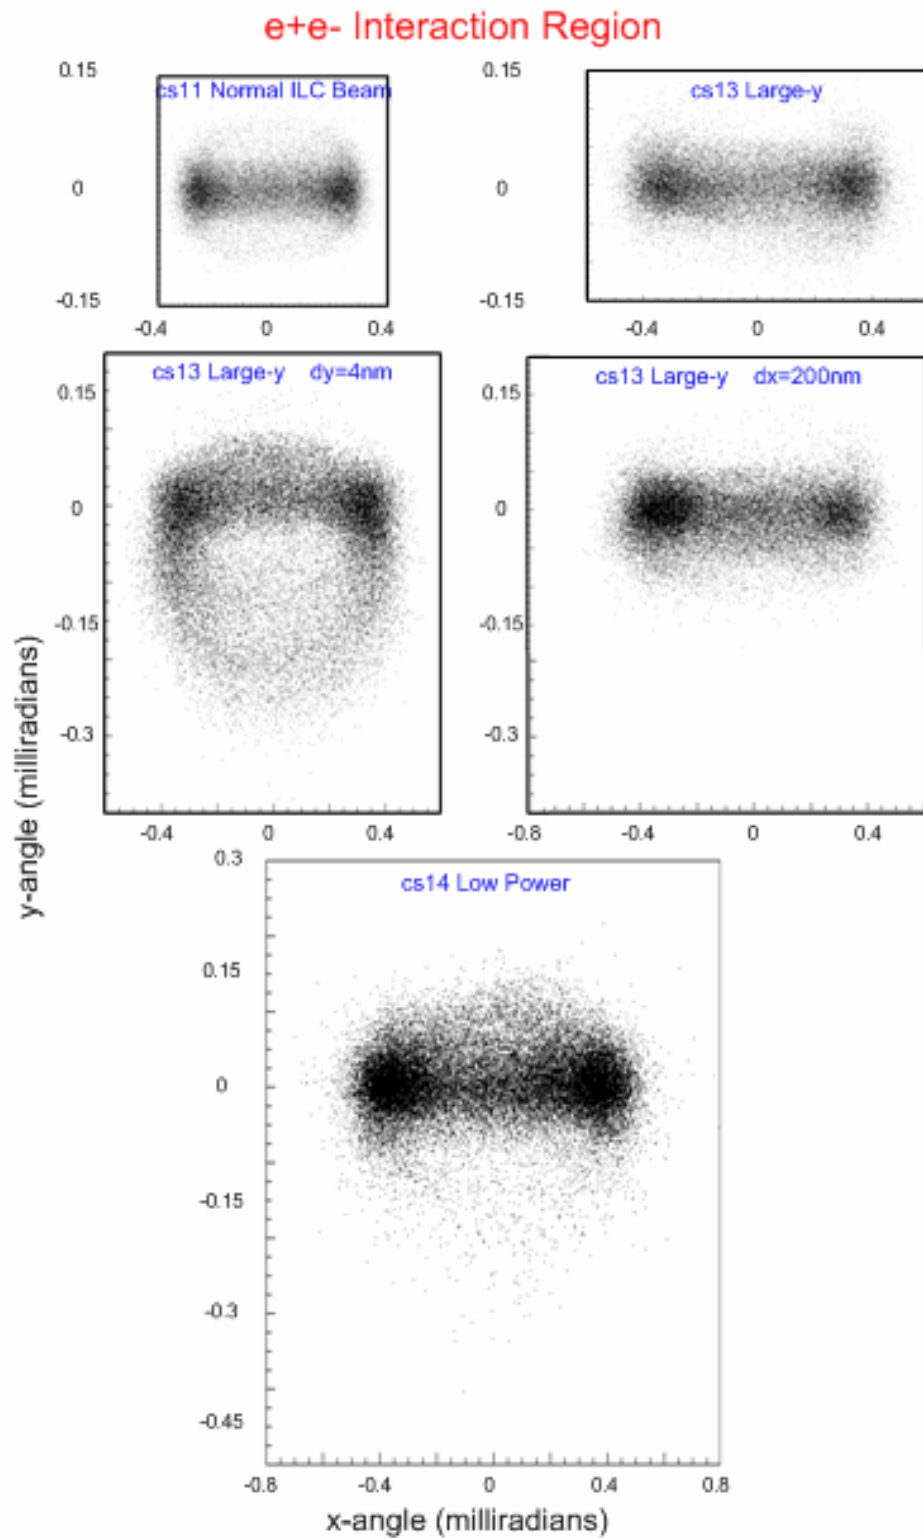 e+e- Interaction Region
0.15
0
-0.15
-0.4 0 0.4
cs11 Normal ILC Beam
0.15
0
-0.15
-0.4 0 0.4
cs13 Large-y
0.15
0
-0.15
-0.3
-0.4 0 0.4
cs13 Large-y dy=4nm
0.15
0
-0.15
-0.3
-0.8 -0.4 0 0.4
cs13 Large-y dx=200nm
0.3
0.15
0
-0.15
-0.3
-0.45
-0.8 -0.4 0 0.4 0.8
cs14 Low Power
y-angle (milliradians)
x-angle (milliradians)